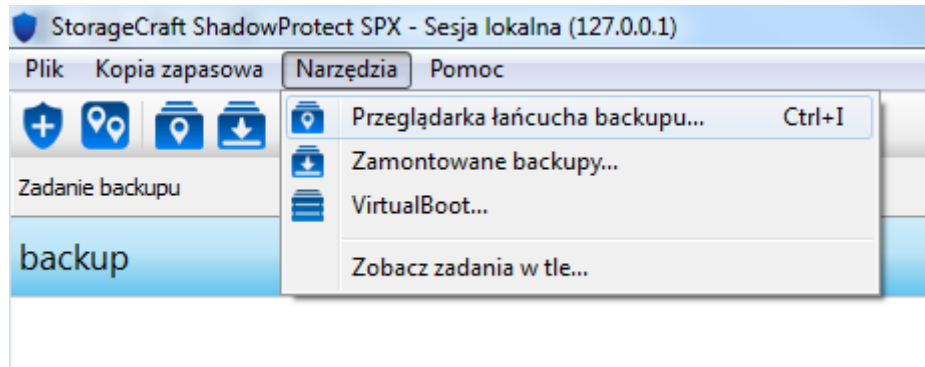 StorageCraft ShadowProtect SPX - Sesja lokalna (127.0.0.1)
Plik Kopia zapasowa Narzędzia Pomoc
Przeglądarka łańcucha backupu... Ctrl+I
Zamontowane backupy...
Zadanie backupu
VirtualBoot...
backup
Zobacz zadania w tle...